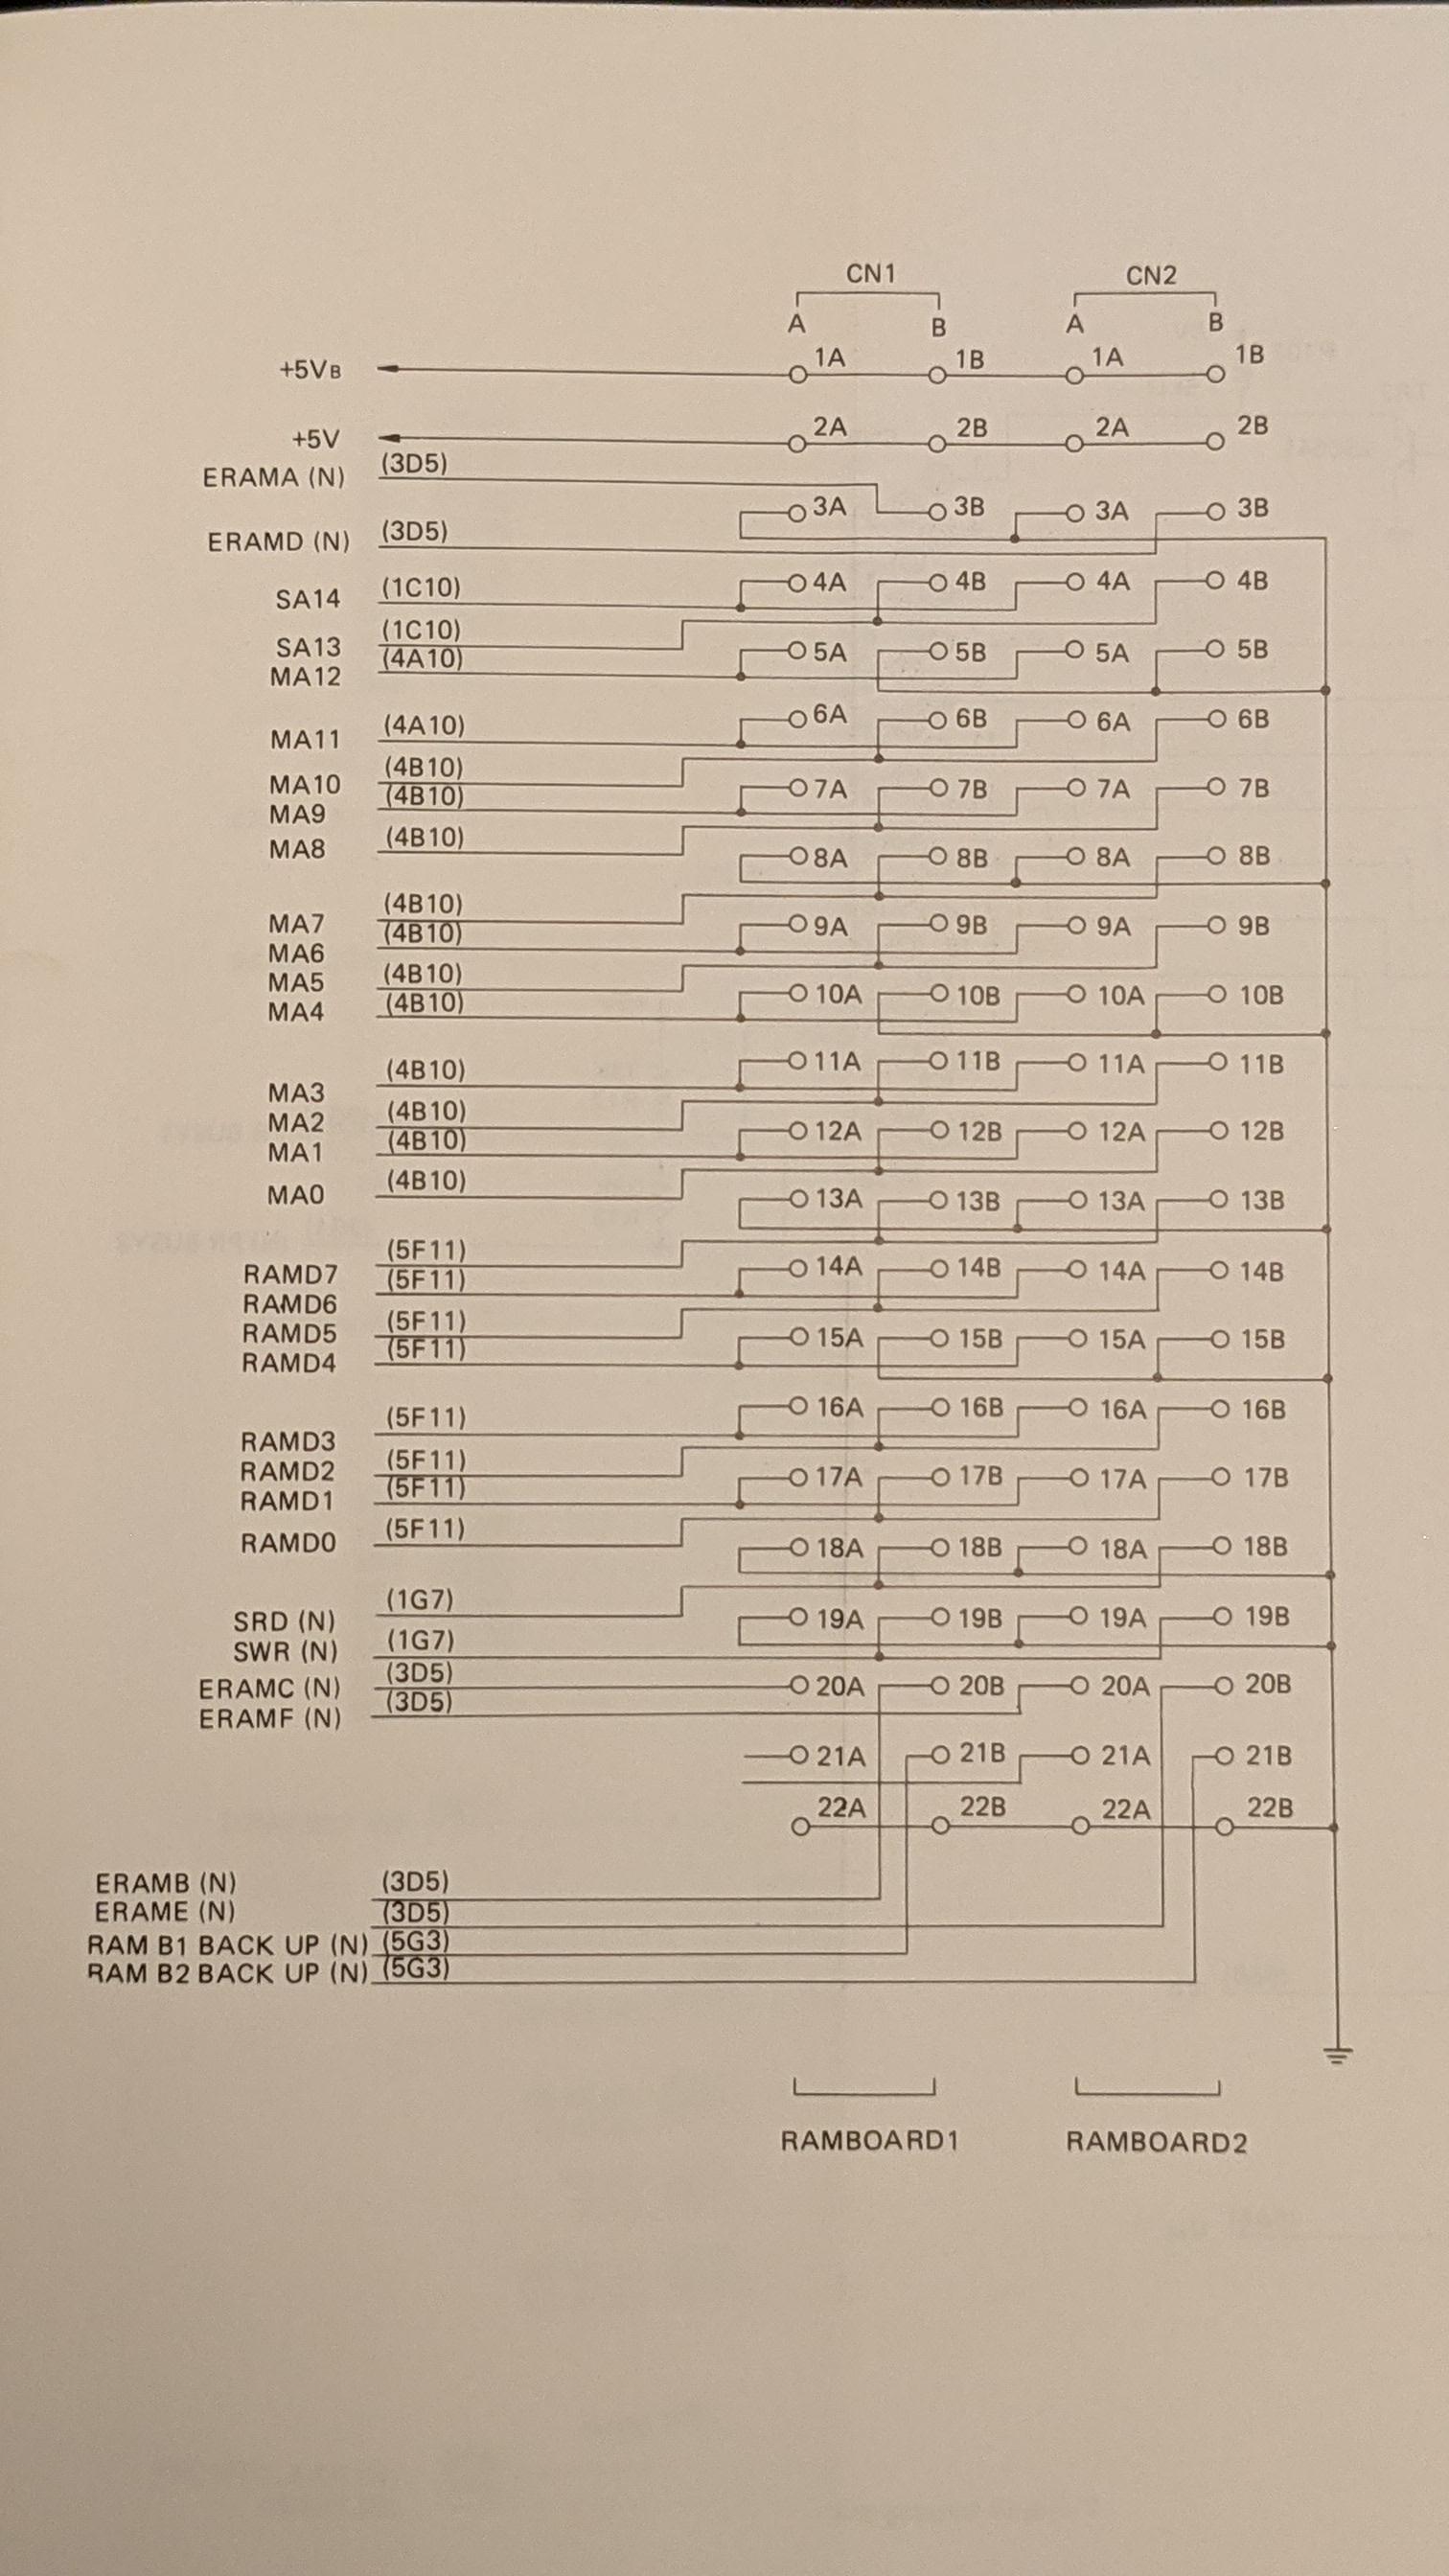 CN1 CN2
A B A B
+5VB 1A 1B 1A 1B
+5V 2A 2B 2A 2B
ERAMA (N) (3D5)
3A 3B 3A 3B
ERAMD (N) (3D5)
SA14 (1C10) 4A 4B 4A 4B
SA13 (1C10)
MA12 (4A10) 5A 5B 5A 5B
MA11 (4A10) 6A 6B 6A 6B
MA10 (4B10)
MA9 (4B10) 7A 7B 7A 7B
MA8 (4B10)
8A 8B 8A 8B
MA7 (4B10)
MA6 (4B10) 9A 9B 9A 9B
MA5 (4B10)
MA4 (4B10) 10A 10B 10A 10B
MA3 (4B10) 11A 11B 11A 11B
MA2 (4B10)
MA1 (4B10) 12A 12B 12A 12B
MA0 (4B10)
13A 13B 13A 13B
RAMD7 (5F11)
RAMD6 (5F11) 14A 14B 14A 14B
RAMD5 (5F11)
RAMD4 (5F11) 15A 15B 15A 15B
RAMD3 (5F11) 16A 16B 16A 16B
RAMD2 (5F11)
RAMD1 (5F11) 17A 17B 17A 17B
RAMD0 (5F11)
18A 18B 18A 18B
SRD (N) (1G7)
19A 19B 19A 19B
SWR (N) (1G7)
ERAMC (N) (3D5) 20A 20B 20A 20B
ERAMF (N) (3D5)
21A 21B 21A 21B
22A 22B 22A 22B
ERAMB (N) (3D5)
ERAME (N) (3D5)
RAM B1 BACK UP (N) (5G3)
RAM B2 BACK UP (N) (5G3)
RAMBOARD1 RAMBOARD2